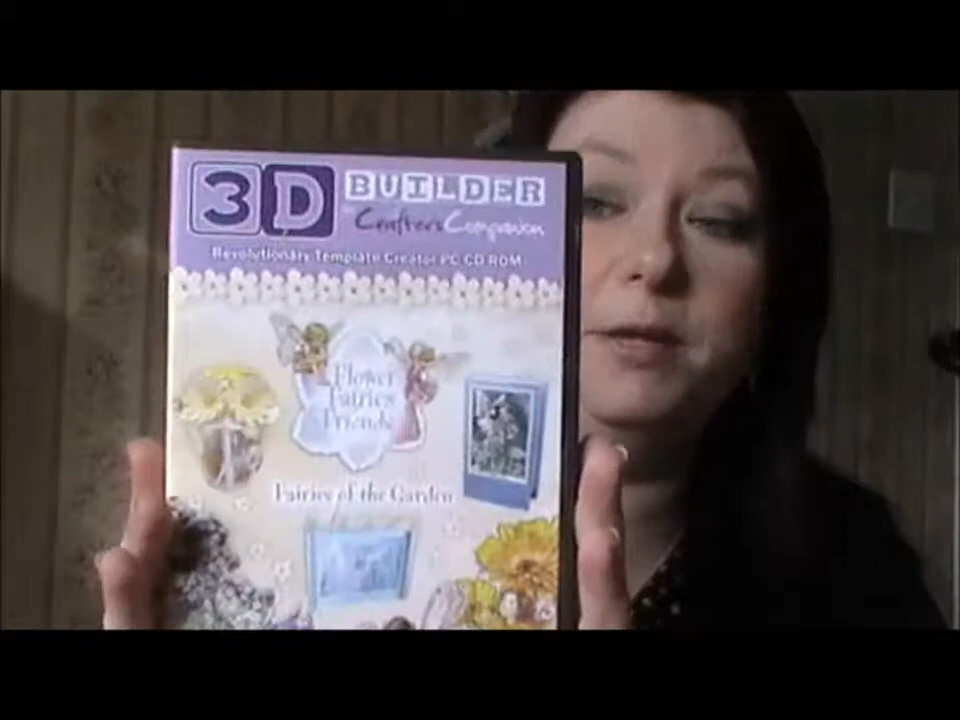 3D BUILDER
Crafter's Companion
Revolutionary Template Creator PC CD ROM
Flower
Fairies
Friends
Fairies of the Garden